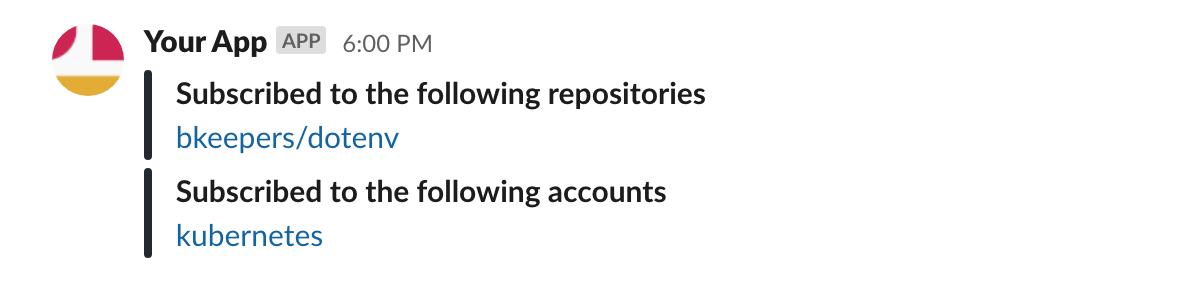 Your App APP 6:00 PM
Subscribed to the following repositories
bkeepers/dotenv
Subscribed to the following accounts
kubernetes